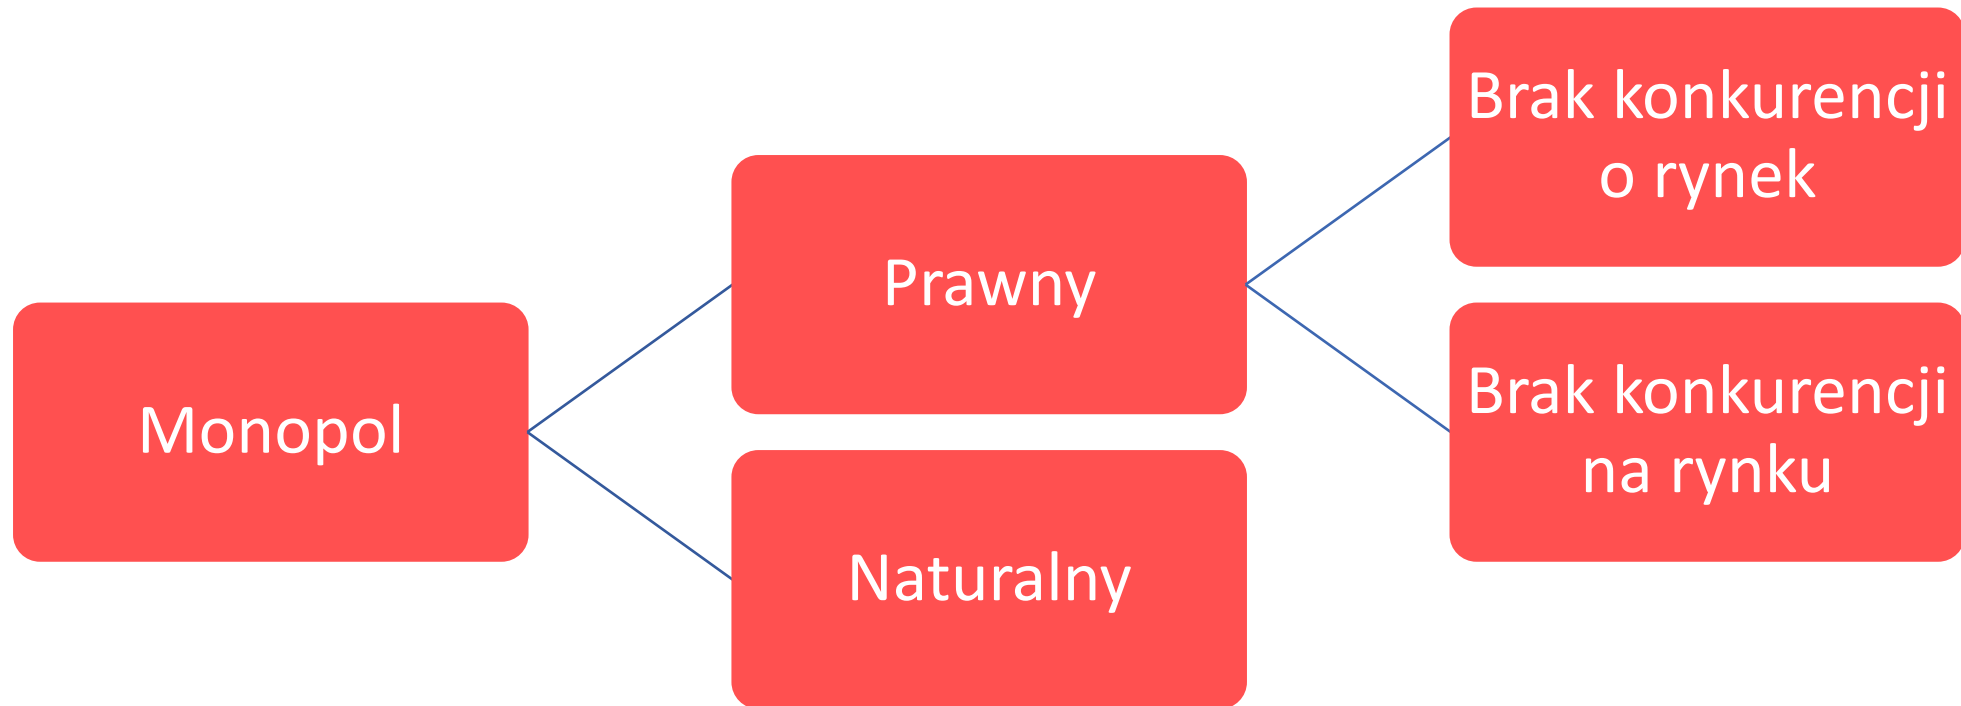 Monopol
Prawny
Naturalny
Brak konkurencji
o rynek
Brak konkurencji
na rynku